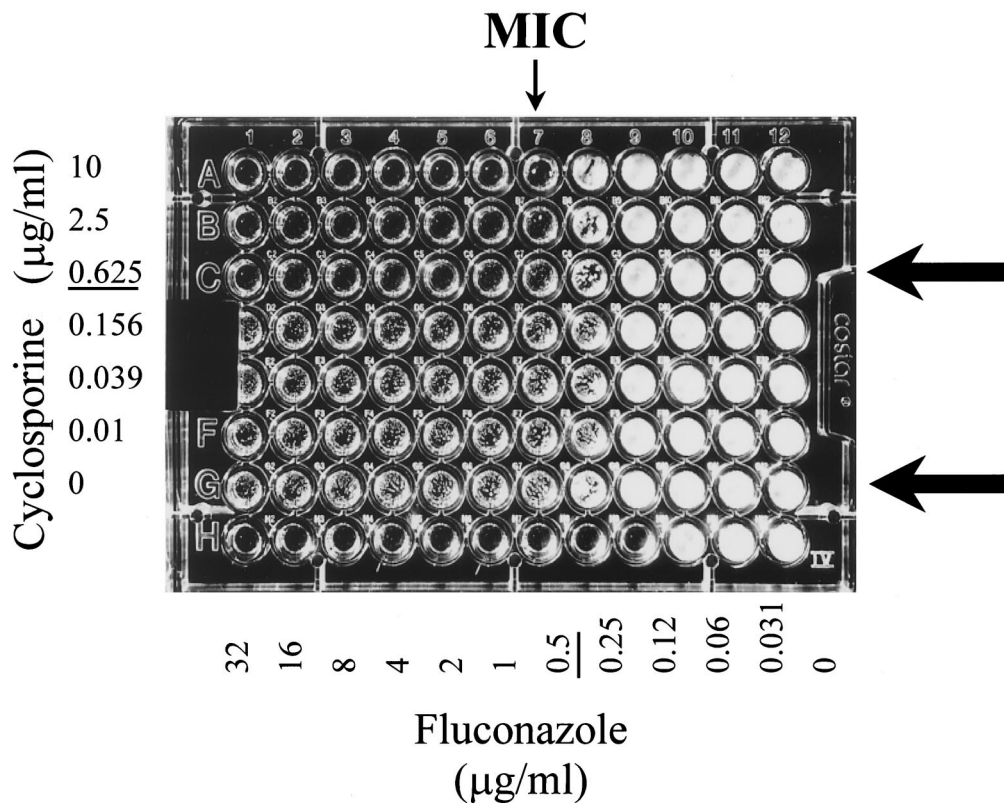 MIC
1 2 3 4 5 6 7 8 9 10 11 12
A
B
C
F
G
H
costar ®
IV
Cyclosporine (µg/ml)
10
2.5
0.625
0.156
0.039
0.01
0
32 16 8 4 2 1 0.5 0.25 0.12 0.06 0.031 0
Fluconazole
(µg/ml)